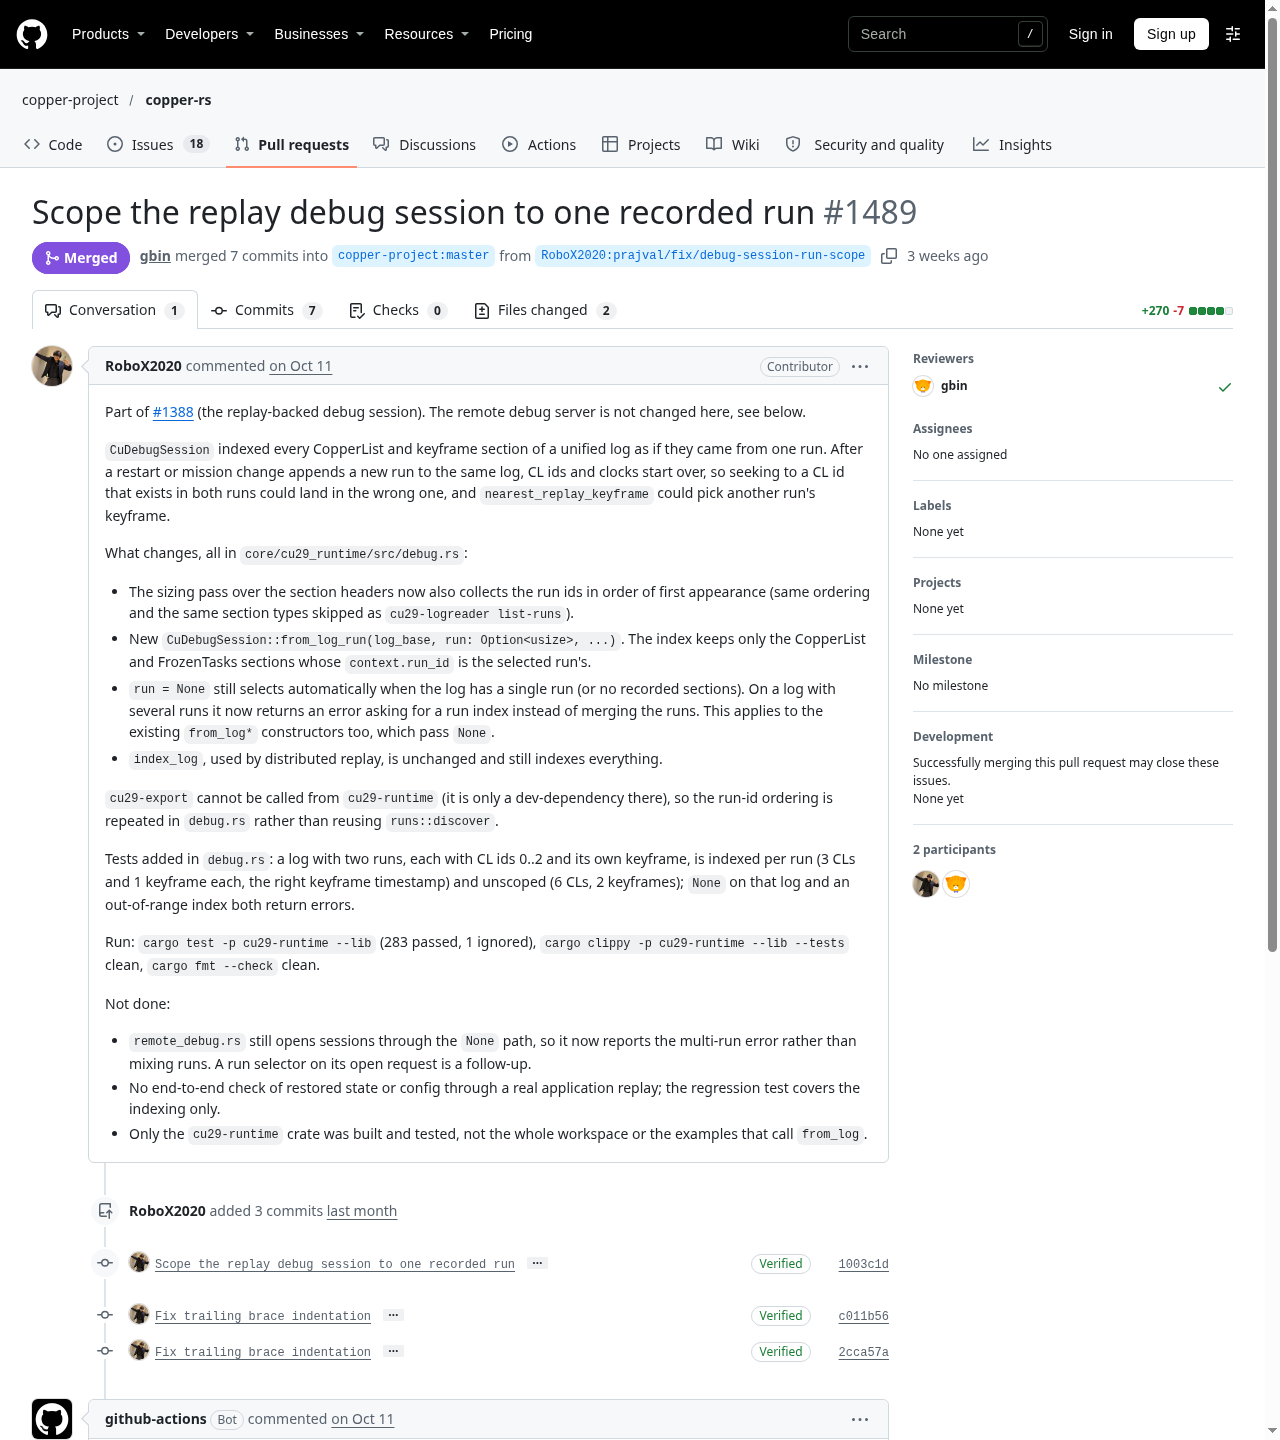 Products Developers Businesses Resources Pricing Search / Sign in Sign up
copper-project / copper-rs
Code Issues 18 Pull requests Discussions Actions Projects Wiki Security and quality Insights
Scope the replay debug session to one recorded run #1489
Merged gbin merged 7 commits into copper-project:master from RoboX2020:prajval/fix/debug-session-run-scope 3 weeks ago
Conversation 1 Commits 7 Checks 0 Files changed 2 +270 -7
RoboX2020 commented on Oct 11 Contributor
Part of #1388 (the replay-backed debug session). The remote debug server is not changed here, see below.
CuDebugSession indexed every CopperList and keyframe section of a unified log as if they came from one run. After
a restart or mission change appends a new run to the same log, CL ids and clocks start over, so seeking to a CL id
that exists in both runs could land in the wrong one, and nearest_replay_keyframe could pick another run's
keyframe.
What changes, all in core/cu29_runtime/src/debug.rs :
The sizing pass over the section headers now also collects the run ids in order of first appearance (same ordering
and the same section types skipped as cu29-logreader list-runs ).
New CuDebugSession::from_log_run(log_base, run: Option<usize>, ...) . The index keeps only the CopperList
and FrozenTasks sections whose context.run_id is the selected run's.
run = None still selects automatically when the log has a single run (or no recorded sections). On a log with
several runs it now returns an error asking for a run index instead of merging the runs. This applies to the
existing from_log* constructors too, which pass None .
index_log , used by distributed replay, is unchanged and still indexes everything.
cu29-export cannot be called from cu29-runtime (it is only a dev-dependency there), so the run-id ordering is
repeated in debug.rs rather than reusing runs::discover .
Tests added in debug.rs : a log with two runs, each with CL ids 0..2 and its own keyframe, is indexed per run (3 CLs
and 1 keyframe each, the right keyframe timestamp) and unscoped (6 CLs, 2 keyframes); None on that log and an
out-of-range index both return errors.
Run: cargo test -p cu29-runtime --lib (283 passed, 1 ignored), cargo clippy -p cu29-runtime --lib --tests
clean, cargo fmt --check clean.
Not done:
remote_debug.rs still opens sessions through the None path, so it now reports the multi-run error rather than
mixing runs. A run selector on its open request is a follow-up.
No end-to-end check of restored state or config through a real application replay; the regression test covers the
indexing only.
Only the cu29-runtime crate was built and tested, not the whole workspace or the examples that call from_log .
RoboX2020 added 3 commits last month
Scope the replay debug session to one recorded run ... Verified 1003c1d
Fix trailing brace indentation ... Verified c011b56
Fix trailing brace indentation ... Verified 2cca57a
github-actions Bot commented on Oct 11
Reviewers
gbin
Assignees
No one assigned
Labels
None yet
Projects
None yet
Milestone
No milestone
Development
Successfully merging this pull request may close these
issues.
None yet
2 participants